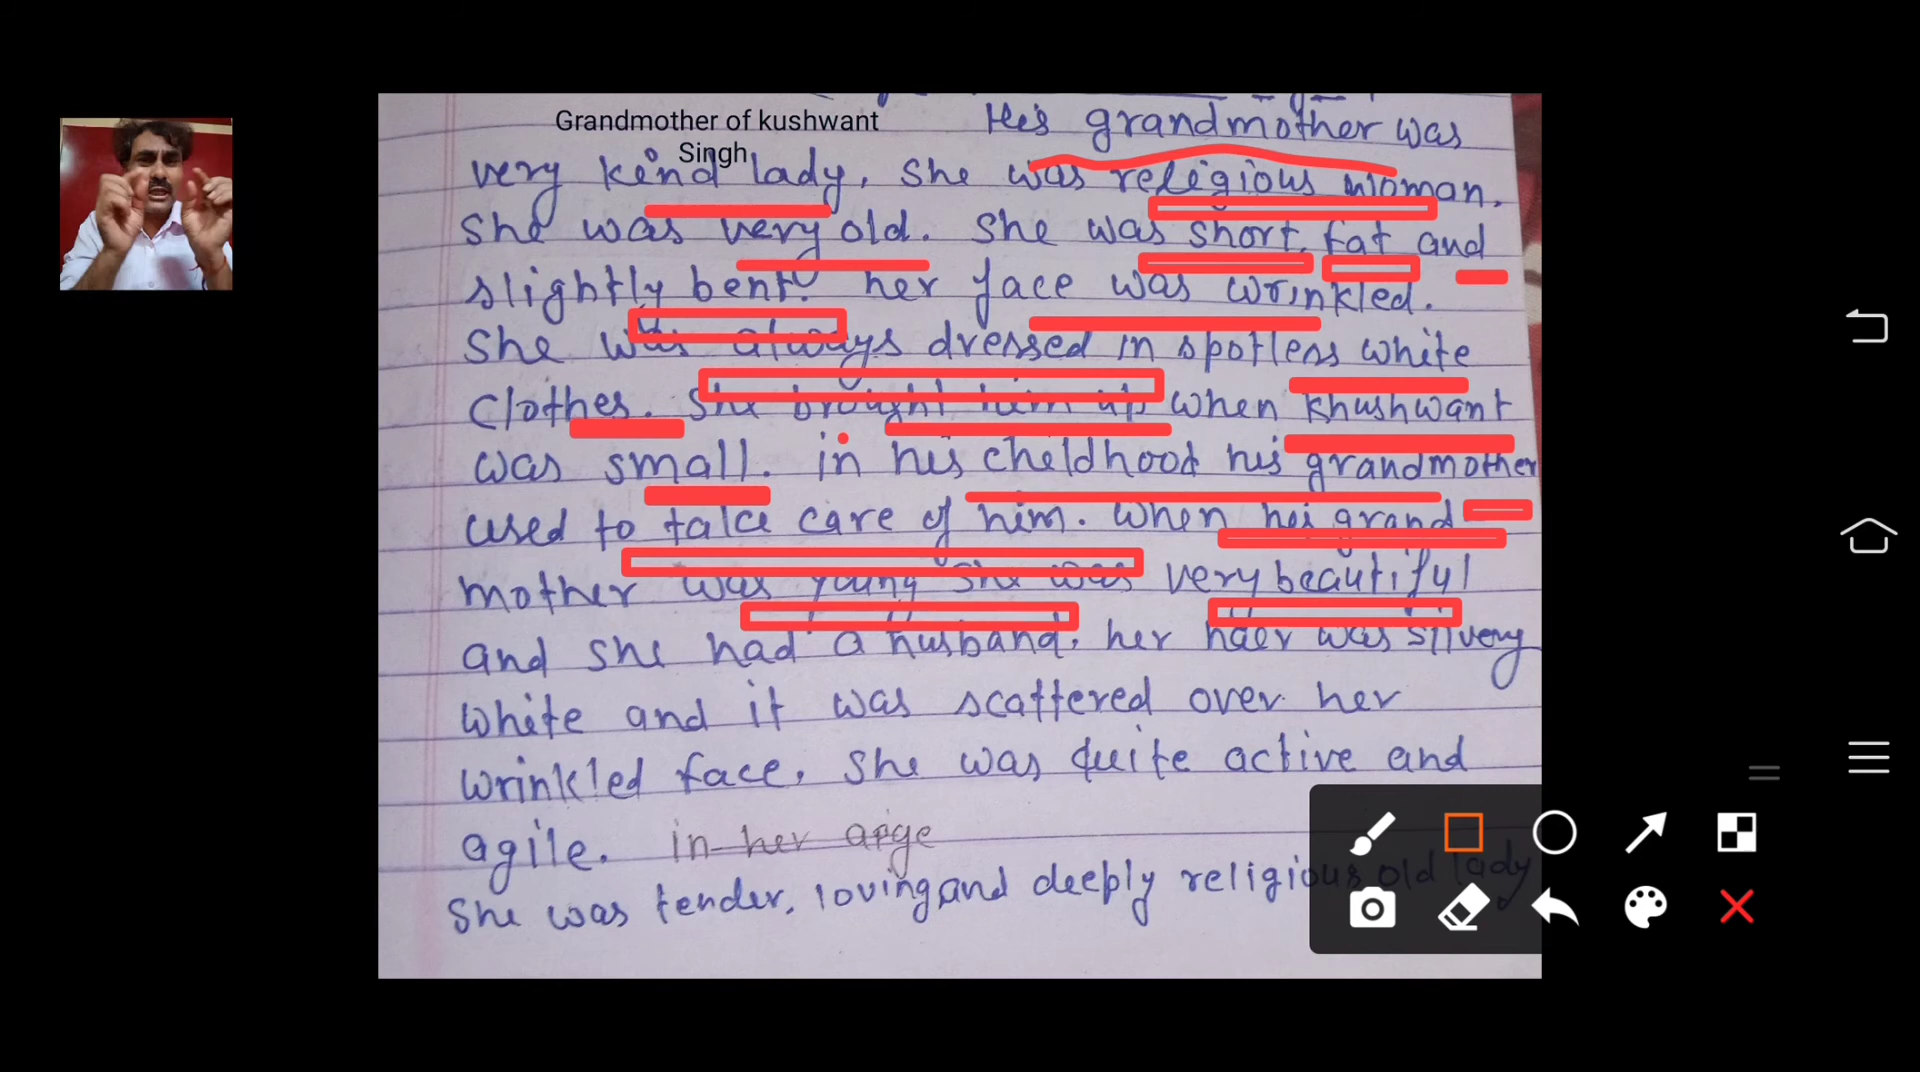 Grandmother of kushwant
Singh
His grandmother was
very kind lady, she was religious woman.
she was very old. she was short, fat and
slightly bent. her face was wrinkled.
she was always dressed in spotless white
clothes. she brought him up when khushwant
was small. in his cheldhood his grandmother
used to take care of him. when his grand
mother was young she was very beautiful
and she had a husband. her haer was silvery
white and it was scattered over her
wrinkled face. she was quite active and
agile. in her
she was tender, loving and deeply religious old lady